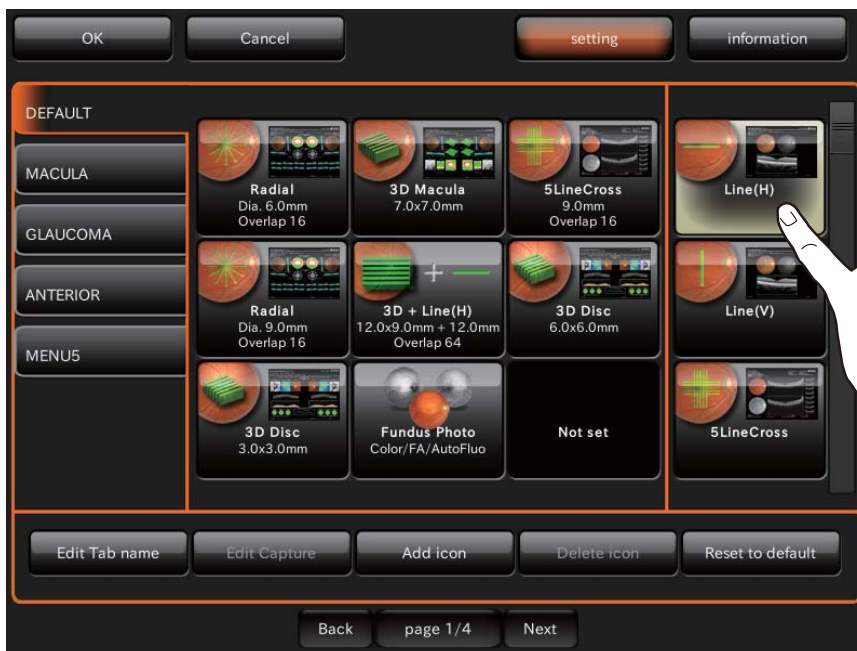 OK
Cancel
setting
information
DEFAULT
MACULA
GLAUCOMA
ANTERIOR
MENU5
Radial
Dia. 6.0mm
Overlap 16
3D Macula
7.0x7.0mm
5LineCross
9.0mm
Overlap 16
Radial
Dia. 9.0mm
Overlap 16
3D + Line(H)
12.0x9.0mm + 12.0mm
Overlap 64
3D Disc
6.0x6.0mm
3D Disc
3.0x3.0mm
Fundus Photo
Color/FA/AutoFluo
Not set
Line(H)
Line(V)
5LineCross
Edit Tab name
Edit Capture
Add icon
Delete icon
Reset to default
Back
page 1/4
Next